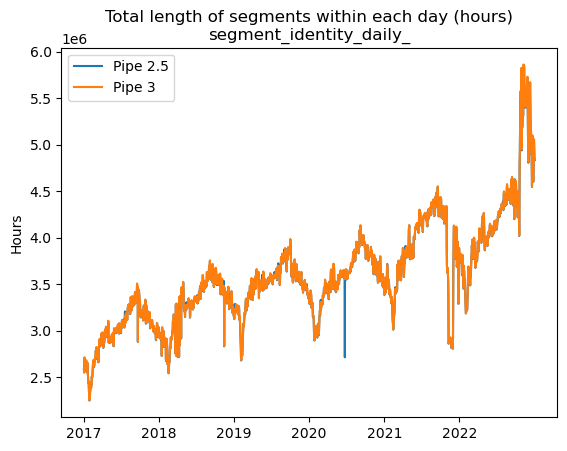 Total length of segments within each day (hours)
segment_identity_daily_
1e6
6.0
5.5
5.0
4.5
4.0
3.5
3.0
2.5
Hours
Pipe 2.5
Pipe 3
2017 2018 2019 2020 2021 2022